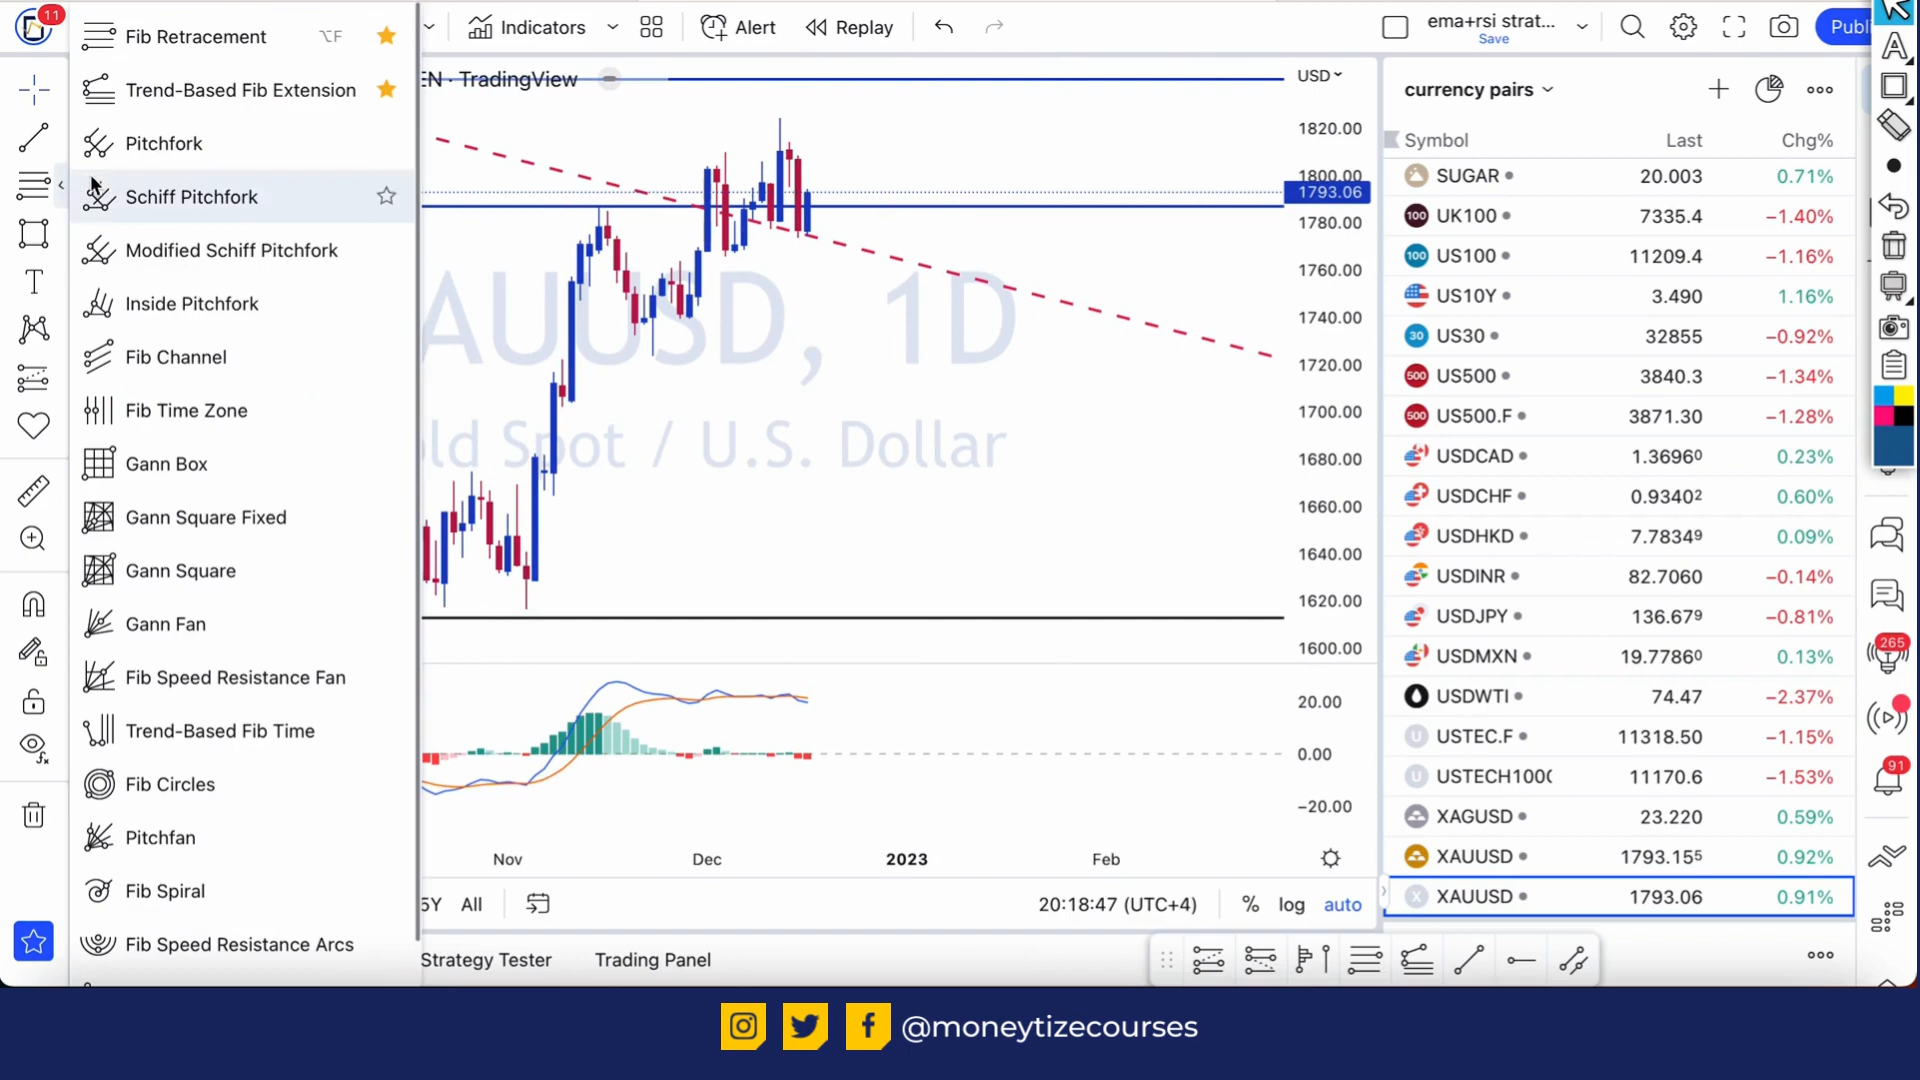 11
Fib Retracement ⌥F
Trend-Based Fib Extension
Pitchfork
Schiff Pitchfork
Modified Schiff Pitchfork
Inside Pitchfork
Fib Channel
Fib Time Zone
Gann Box
Gann Square Fixed
Gann Square
Gann Fan
Fib Speed Resistance Fan
Trend-Based Fib Time
Fib Circles
Pitchfan
Fib Spiral
Fib Speed Resistance Arcs
Indicators
Alert
Replay
ema+rsi strat...
Save
Publi
EN · TradingView
USD
1820.00
1800.00
1793.06
1780.00
1760.00
1740.00
1720.00
1700.00
1680.00
1660.00
1640.00
1620.00
1600.00
AUUSD, 1D
ld Spot / U.S. Dollar
20.00
0.00
−20.00
Nov Dec 2023 Feb
5Y All
20:18:47 (UTC+4) % log auto
Strategy Tester Trading Panel
currency pairs
Symbol Last Chg%
SUGAR 20.003 0.71%
UK100 7335.4 −1.40%
US100 11209.4 −1.16%
US10Y 3.490 1.16%
US30 32855 −0.92%
US500 3840.3 −1.34%
US500.F 3871.30 −1.28%
USDCAD 1.36960 0.23%
USDCHF 0.93402 0.60%
USDHKD 7.78349 0.09%
USDINR 82.7060 −0.14%
USDJPY 136.679 −0.81%
USDMXN 19.77860 0.13%
USDWTI 74.47 −2.37%
USTEC.F 11318.50 −1.15%
USTECH100 11170.6 −1.53%
XAGUSD 23.220 0.59%
XAUUSD 1793.155 0.92%
XAUUSD 1793.06 0.91%
265
91
@moneytizecourses